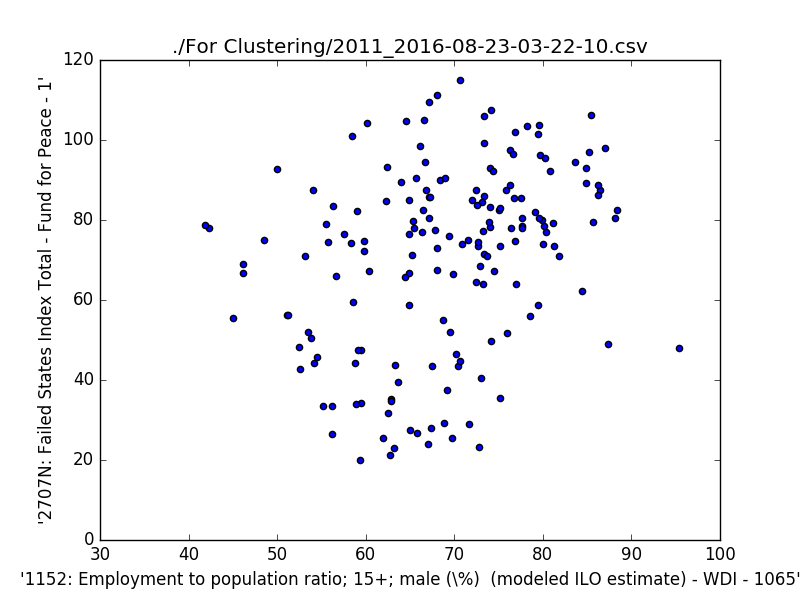 ./For Clustering/2011_2016-08-23-03-22-10.csv
120
100
80
60
40
20
0
'2707N: Failed States Index Total - Fund for Peace - 1'
30 40 50 60 70 80 90 100
'1152: Employment to population ratio; 15+; male (\%)  (modeled ILO estimate) - WDI - 1065'